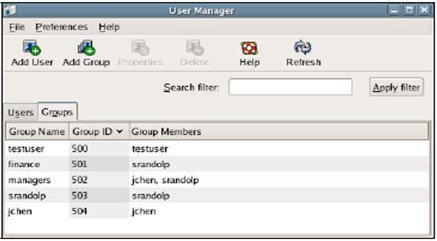 User Manager
File Preferences Help
Add User Add Group Properties Delete Help Refresh
Search filter: Apply filter
Users Groups
Group Name Group ID Group Members
testuser 500 testuser
finance 501 srandolp
managers 502 jchen, srandolp
srandolp 503 srandolp
jchen 504 jchen